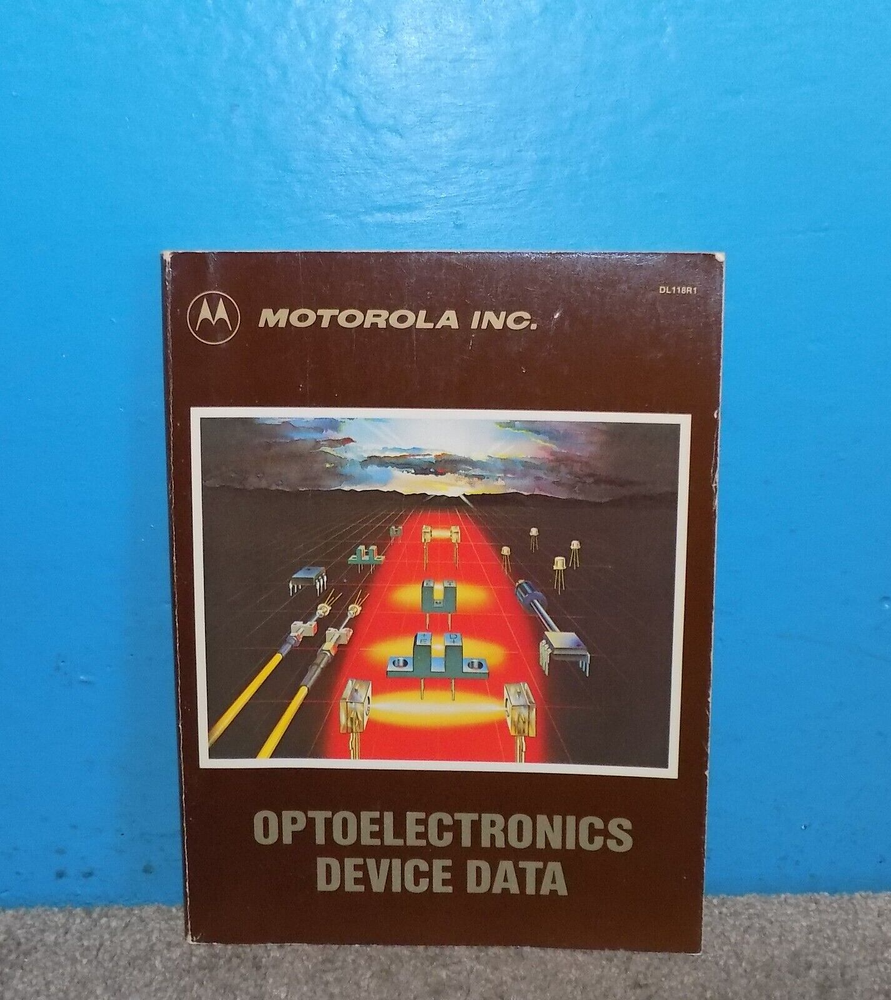 DL118R1
MOTOROLA INC.
OPTOELECTRONICS
DEVICE DATA